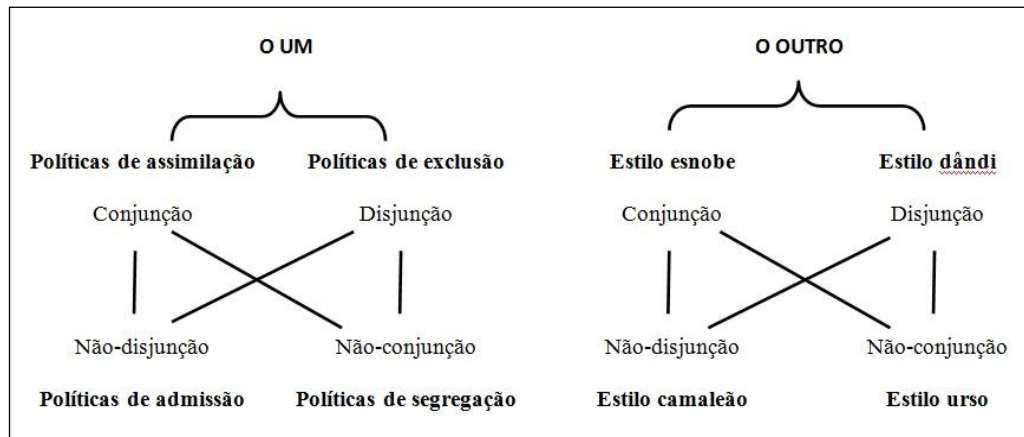 O UM
Políticas de assimilação Políticas de exclusão
Conjunção Disjunção
Não-disjunção Não-conjunção
Políticas de admissão Políticas de segregação
O OUTRO
Estilo esnobe Estilo dândi
Conjunção Disjunção
Não-disjunção Não-conjunção
Estilo camaleão Estilo urso